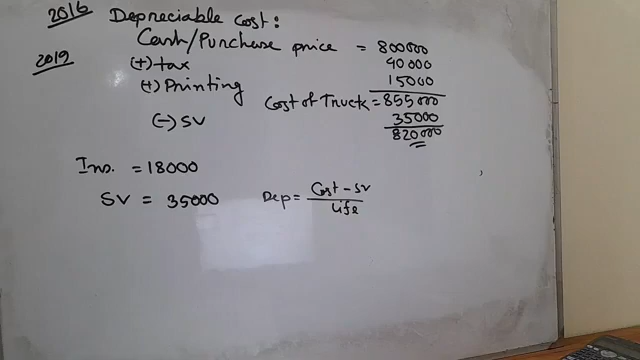 2016 Depreciable Cost:
Cash/Purchase price = 800000
2019 (+) tax 40000
(+) Printing 15000
Cost of Truck = 855000
(-) SV 35000
820000
Ins. = 18000
SV = 35000 Dep = Cost - SV
Life